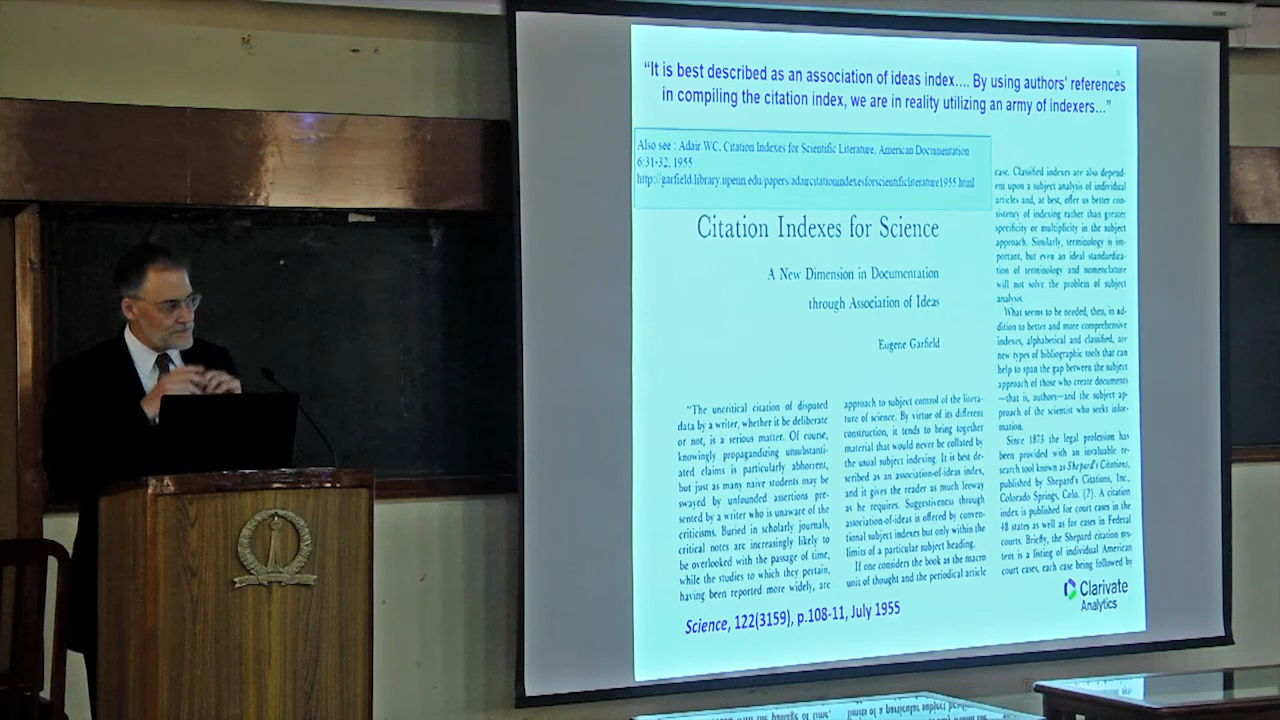 “It is best described as an association of ideas index.... By using authors' references
in compiling the citation index, we are in reality utilizing an army of indexers...”
Also see : Adair WC. Citation Indexes for Scientific Literature. American Documentation
6:31-32, 1955
http://garfield.library.upenn.edu/papers/adaircitationindexesforscientificliterature1955.html
Citation Indexes for Science
A New Dimension in Documentation
through Association of Ideas
Eugene Garfield
“The uncritical citation of disputed
data by a writer, whether it be deliberate
or not, is a serious matter. Of course,
knowingly propagandizing unsubstanti-
ated claims is particularly abhorrent,
but just as many naive students may be
swayed by unfounded assertions pre-
sented by a writer who is unaware of the
criticisms. Buried in scholarly journals,
critical notes are increasingly likely to
be overlooked with the passage of time,
while the studies to which they pertain,
having been reported more widely, are
approach to subject control of the litera-
ture of science. By virtue of its different
construction, it tends to bring together
material that would never be collated by
the usual subject indexing. It is best de-
scribed as an association-of-ideas index,
and it gives the reader as much leeway
as he requires. Suggestiveness through
association-of-ideas is offered by conven-
tional subject indexes but only within the
limits of a particular subject heading.
If one considers the book as the macro
unit of thought and the periodical article
case. Classified indexes are also depend-
ent upon a subject analysis of individual
articles and, at best, offer us better con-
sistency of indexing rather than greater
specificity or multiplicity in the subject
approach. Similarly, terminology is im-
portant, but even an ideal standardiza-
tion of terminology and nomenclature
will not solve the problem of subject
analysis.
What seems to be needed, then, in ad-
dition to better and more comprehensive
indexes, alphabetical and classified, are
new types of bibliographic tools that can
help to span the gap between the subject
approach of those who create documents
—that is, authors—and the subject ap-
proach of the scientist who seeks infor-
mation.
Since 1873 the legal profession has
been provided with an invaluable re-
search tool known as Shepard's Citations,
published by Shepard's Citations, Inc.,
Colorado Springs, Colo. (2). A citation
index is published for court cases in the
48 states as well as for cases in Federal
courts. Briefly, the Shepard citation sys-
tem is a listing of individual American
court cases, each case being followed by
Science, 122(3159), p.108-11, July 1955
Clarivate
Analytics